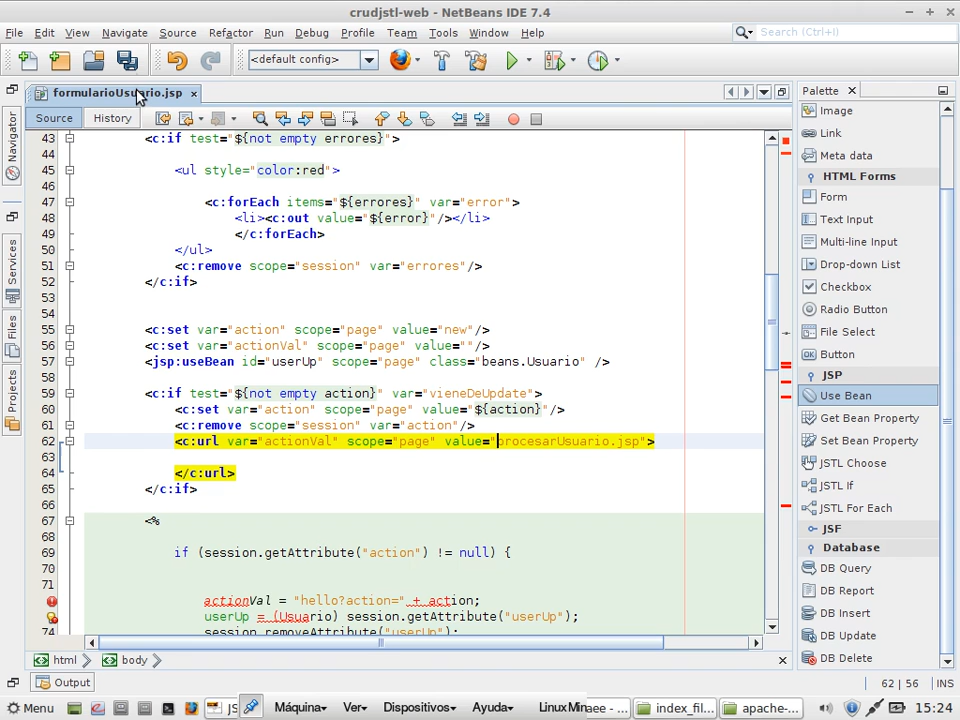 crudjstl-web - NetBeans IDE 7.4
File Edit View Navigate Source Refactor Run Debug Profile Team Tools Window Help
Search (Ctrl+I)
<default config>
formularioUsuario.jsp
Palette
Source History
Navigator
Services
Files
Projects
43 <c:if test="${not empty errores}">
44
45 <ul style="color:red">
46
47 <c:forEach items="${errores}" var="error">
48 <li><c:out value="${error}"/></li>
49 </c:forEach>
50 </ul>
51 <c:remove scope="session" var="errores"/>
52 </c:if>
53
54
55 <c:set var="action" scope="page" value="new"/>
56 <c:set var="actionVal" scope="page" value=""/>
57 <jsp:useBean id="userUp" scope="page" class="beans.Usuario" />
58
59 <c:if test="${not empty action}" var="vieneDeUpdate">
60 <c:set var="action" scope="page" value="${action}"/>
61 <c:remove scope="session" var="action"/>
62 <c:url var="actionVal" scope="page" value="procesarUsuario.jsp">
63
64 </c:url>
65 </c:if>
66
67 <%
68
69 if (session.getAttribute("action") != null) {
70
71
actionVal = "hello?action=" + action;
userUp = (Usuario) session.getAttribute("userUp");
74 session.removeAttribute("userUp");
Image
Link
Meta data
HTML Forms
Form
Text Input
Multi-line Input
Drop-down List
Checkbox
Radio Button
File Select
Button
JSP
Use Bean
Get Bean Property
Set Bean Property
JSTL Choose
JSTL If
JSTL For Each
JSF
Database
DB Query
DB Report
DB Insert
DB Update
DB Delete
html body
Output
62 | 56 INS
Menu JS Máquina Ver Dispositivos Ayuda LinuxMin aee - ... index_fil... apache-... 15:24